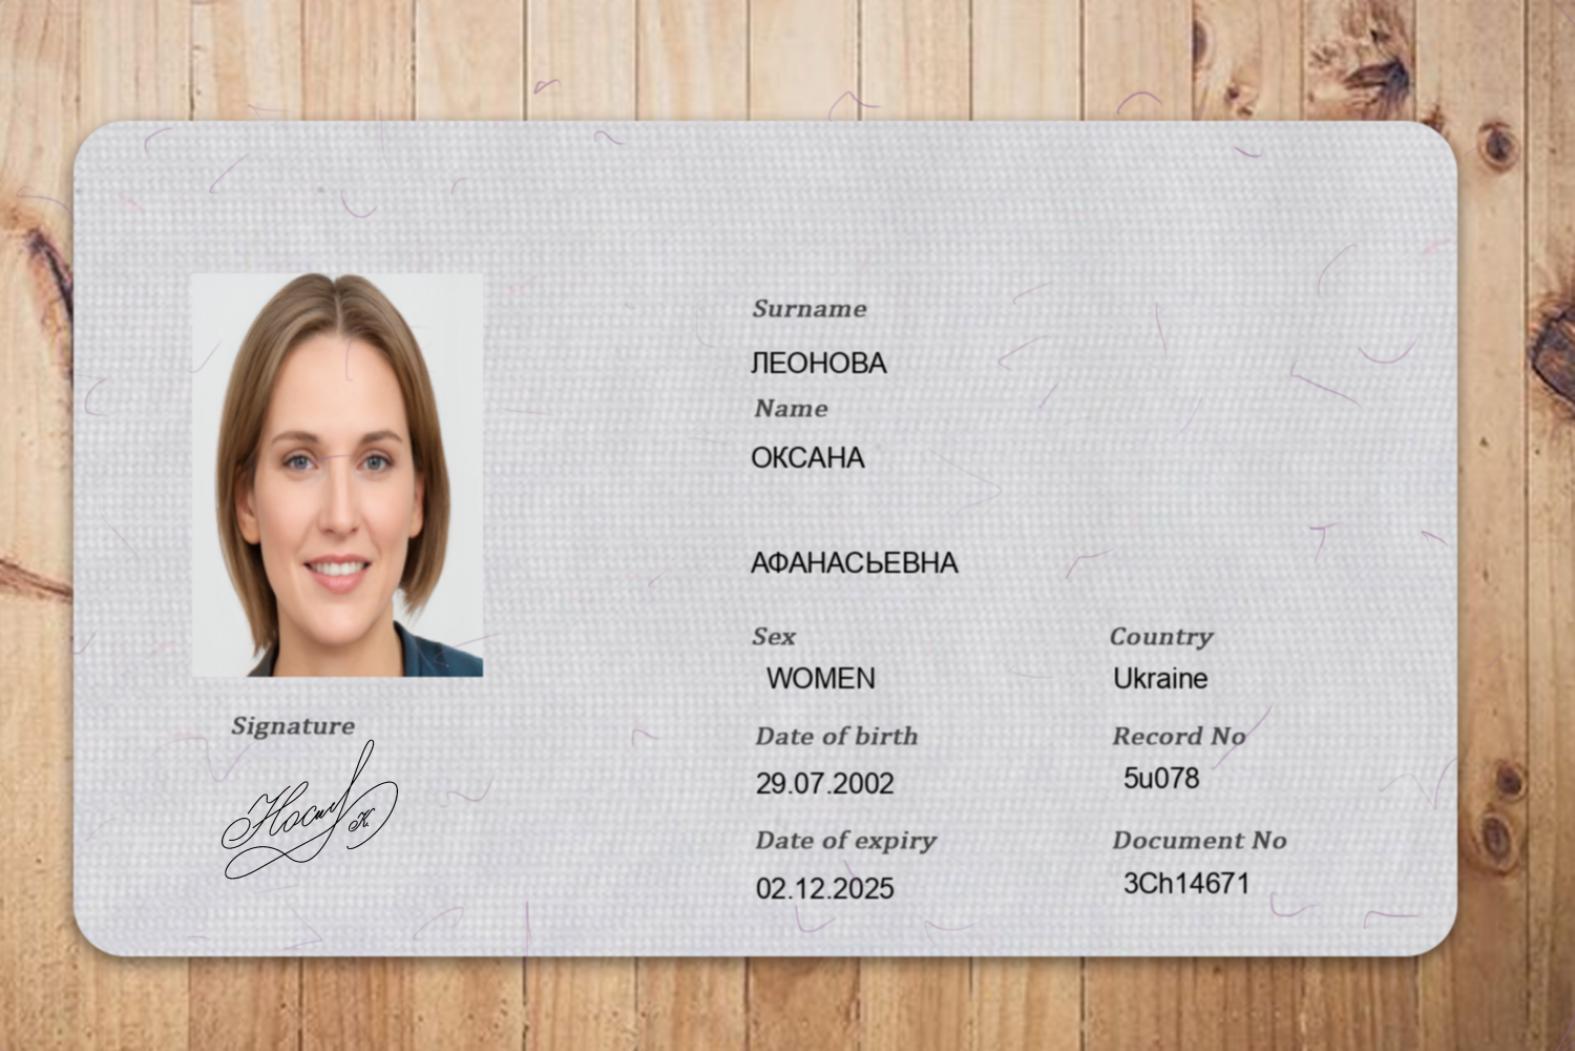 Surname
ЛЕОНОВА
Name
ОКСАНА
АФАНАСЬЕВНА
Sex
WOMEN
Country
Ukraine
Date of birth
29.07.2002
Record No
5u078
Date of expiry
02.12.2025
Document No
3Ch14671
Signature